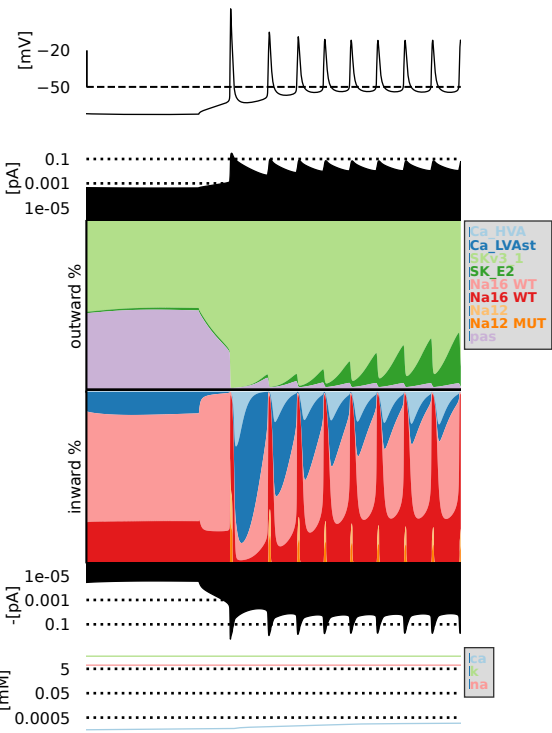 [mV]
−20
−50
[pA]
0.1
0.001
1e-05
outward %
Ca_HVA
Ca_LVAst
SKv3_1
SK_E2
Na16 WT
Na16 WT
Na12
Na12 MUT
pas
inward %
-[pA]
1e-05
0.001
0.1
[mM]
5
0.05
0.0005
ca
k
na